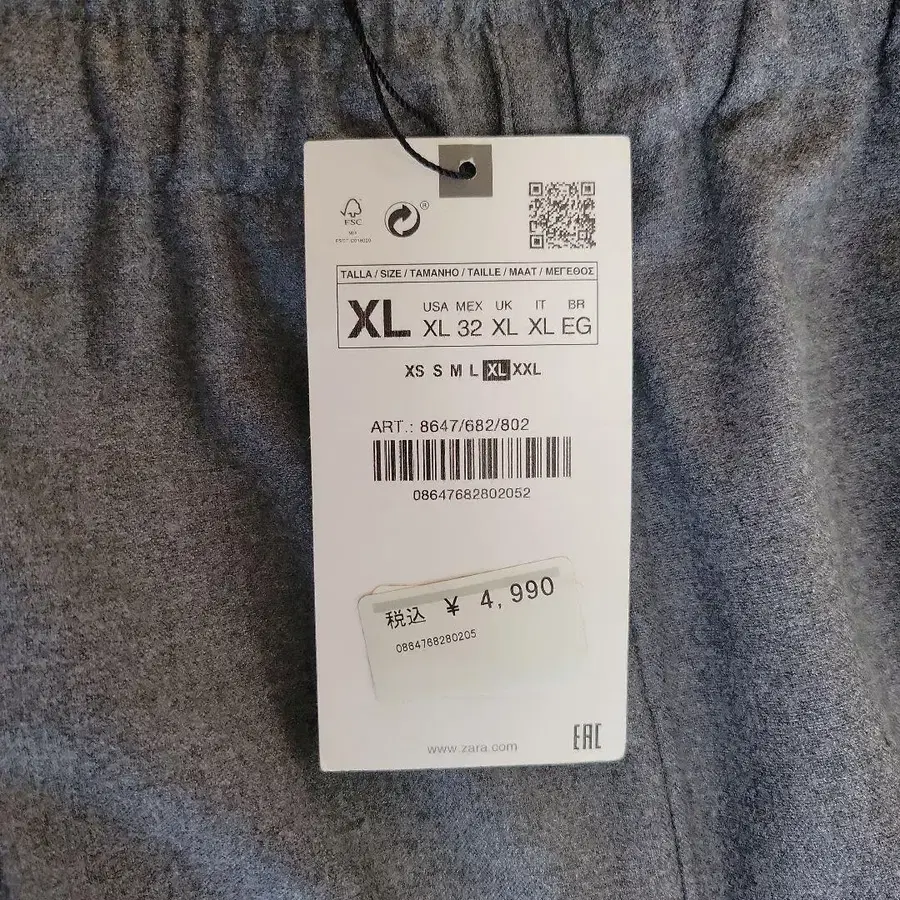 FSC
®
TALLA / SIZE / TAMANHO / TAILLE / MAAT / ΜΕΓΕΘΟΣ
XL
USA MEX UK IT BR
XL 32 XL XL EG
XS S M L XL XXL
ART.: 8647/682/802
08647682802052
税込 ¥ 4,990
0864768280205
www.zara.com
EAC